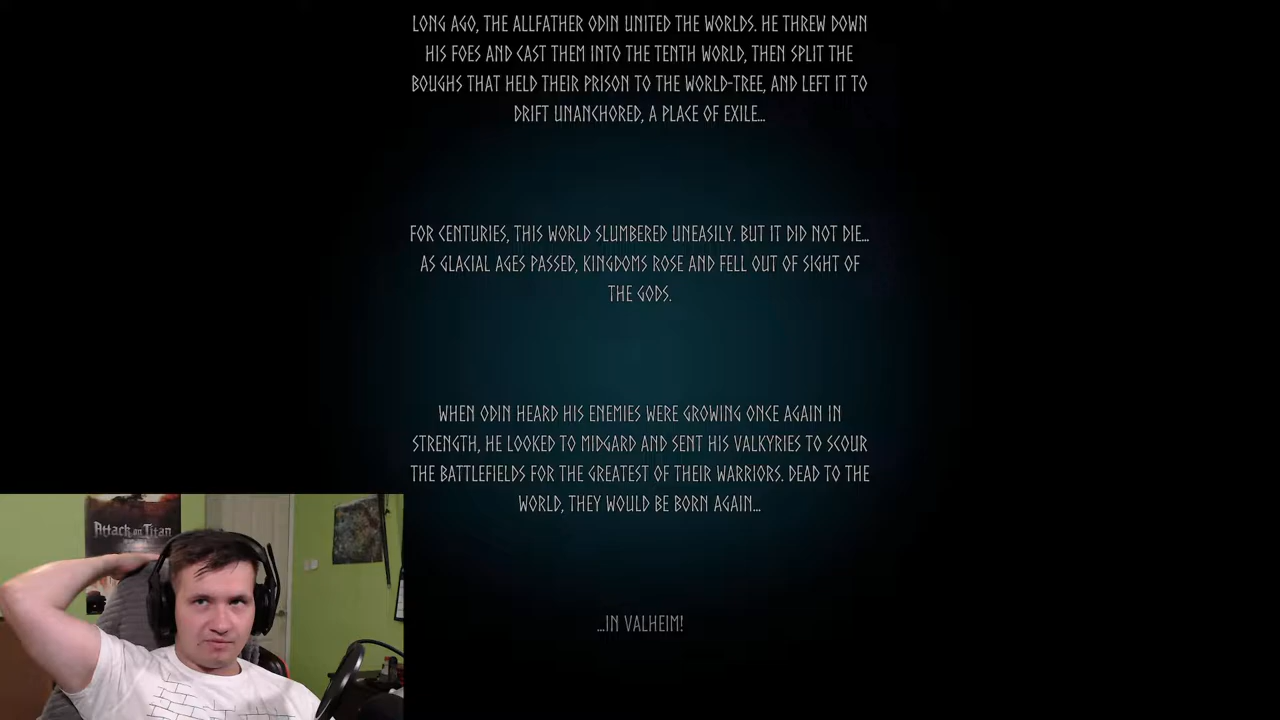 LONG AGO, THE ALLFATHER ODIN UNITED THE WORLDS. HE THREW DOWN
HIS FOES AND CAST THEM INTO THE TENTH WORLD, THEN SPLIT THE
BOUGHS THAT HELD THEIR PRISON TO THE WORLD-TREE, AND LEFT IT TO
DRIFT UNANCHORED, A PLACE OF EXILE...
FOR CENTURIES, THIS WORLD SLUMBERED UNEASILY. BUT IT DID NOT DIE...
AS GLACIAL AGES PASSED, KINGDOMS ROSE AND FELL OUT OF SIGHT OF
THE GODS.
WHEN ODIN HEARD HIS ENEMIES WERE GROWING ONCE AGAIN IN
STRENGTH, HE LOOKED TO MIDGARD AND SENT HIS VALKYRIES TO SCOUR
THE BATTLEFIELDS FOR THE GREATEST OF THEIR WARRIORS. DEAD TO THE
WORLD, THEY WOULD BE BORN AGAIN...
...IN VALHEIM!
Attack on Titan